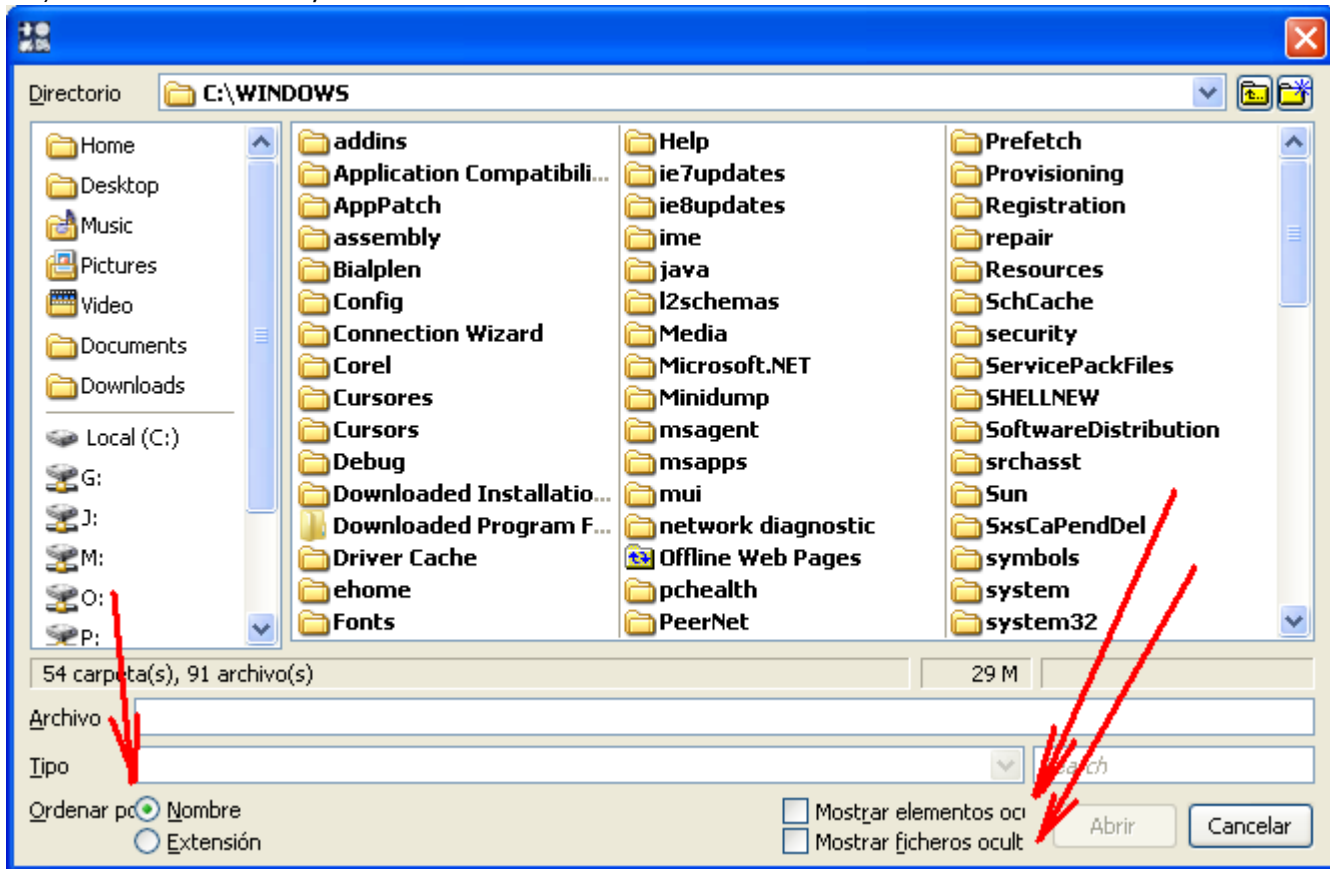 Directorio C:\WINDOWS
Home
Desktop
Music
Pictures
Video
Documents
Downloads
Local (C:)
G:
J:
M:
O:
P:
addins
Application Compatibili...
AppPatch
assembly
Bialplen
Config
Connection Wizard
Corel
Cursores
Cursors
Debug
Downloaded Installatio...
Downloaded Program F...
Driver Cache
ehome
Fonts
Help
ie7updates
ie8updates
ime
java
l2schemas
Media
Microsoft.NET
Minidump
msagent
msapps
mui
network diagnostic
Offline Web Pages
pchealth
PeerNet
Prefetch
Provisioning
Registration
repair
Resources
SchCache
security
ServicePackFiles
SHELLNEW
SoftwareDistribution
srchasst
Sun
SxsCaPendDel
symbols
system
system32
54 carpeta(s), 91 archivo(s) 29 M
Archivo
Tipo Search
Ordenar po Nombre Mostrar elementos ocu Abrir Cancelar
Extensión Mostrar ficheros ocult